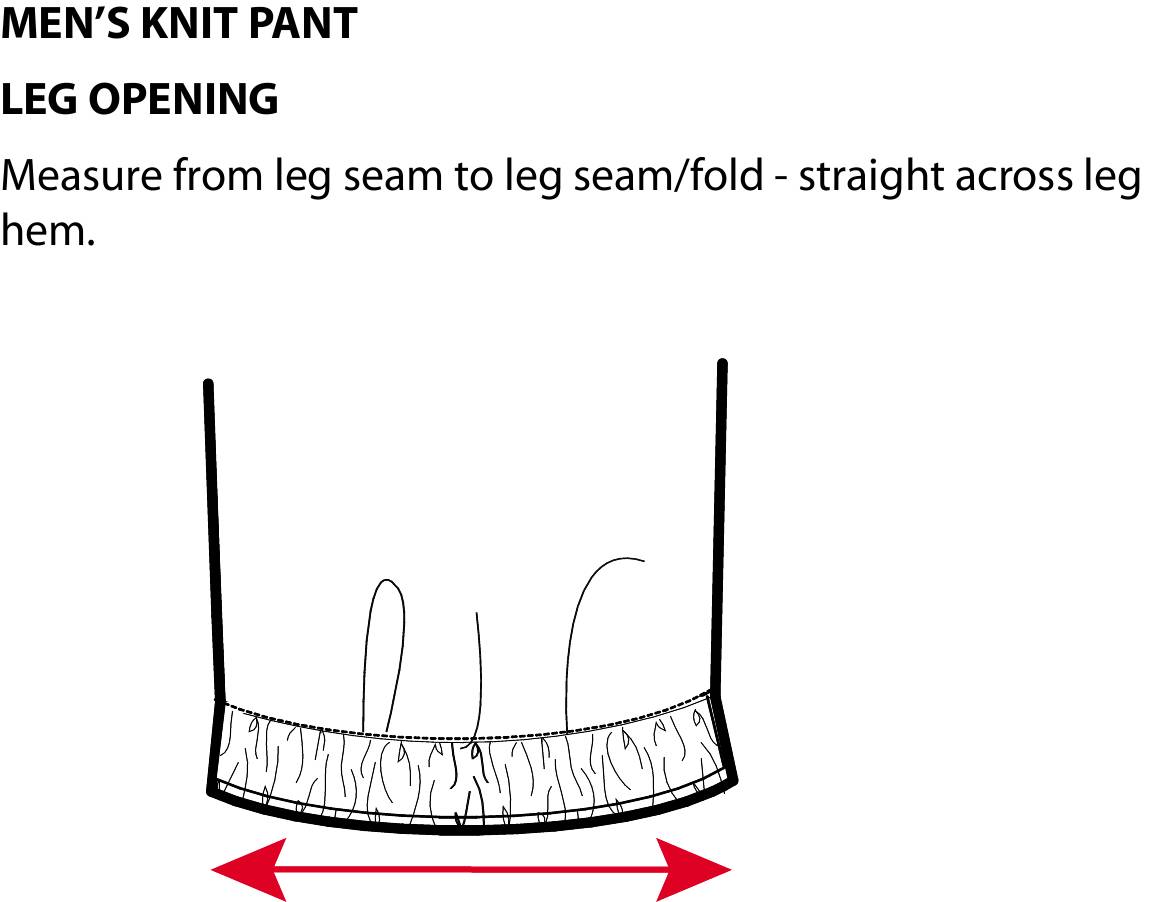 MEN’S KNIT PANT
LEG OPENING
Measure from leg seam to leg seam/fold - straight across leg
hem.